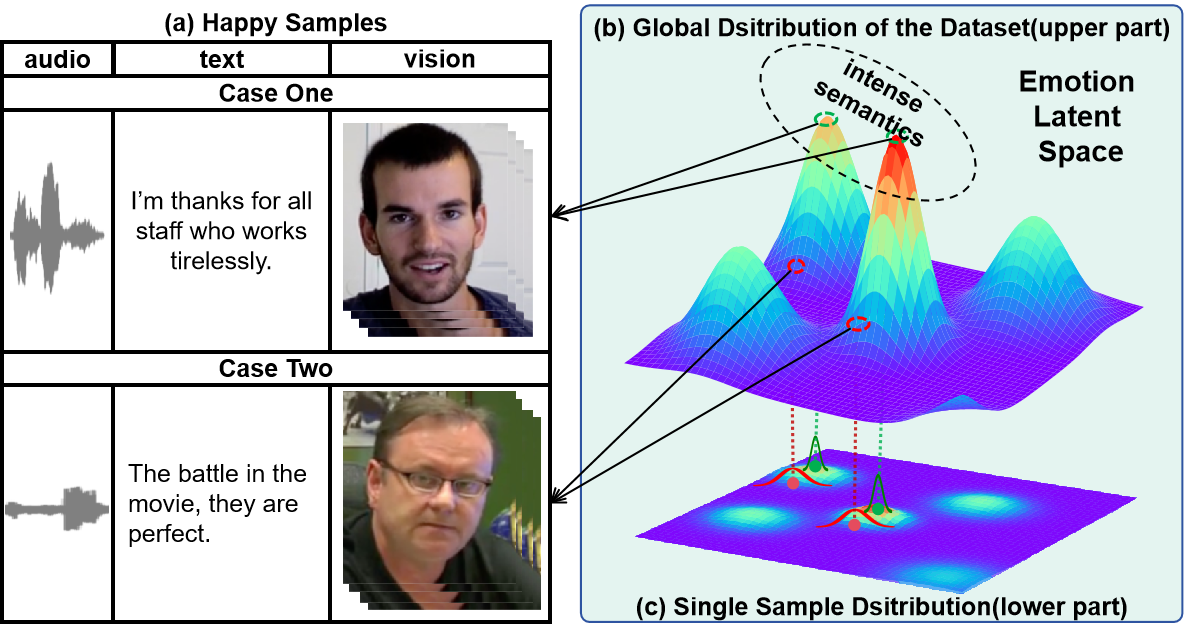 (a) Happy Samples
audio text vision
Case One
I'm thanks for all
staff who works
tirelessly.
Case Two
The battle in the
movie, they are
perfect.
(b) Global Dsitribution of the Dataset(upper part)
intense
semantics
Emotion
Latent
Space
(c) Single Sample Dsitribution(lower part)